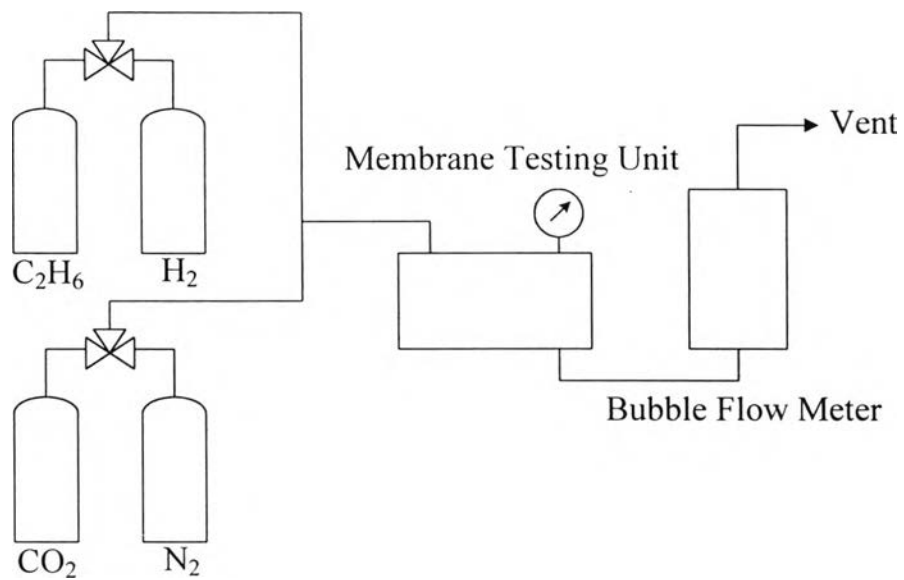 Vent
Membrane Testing Unit
C₂H₆
H₂
Bubble Flow Meter
CO₂
N₂